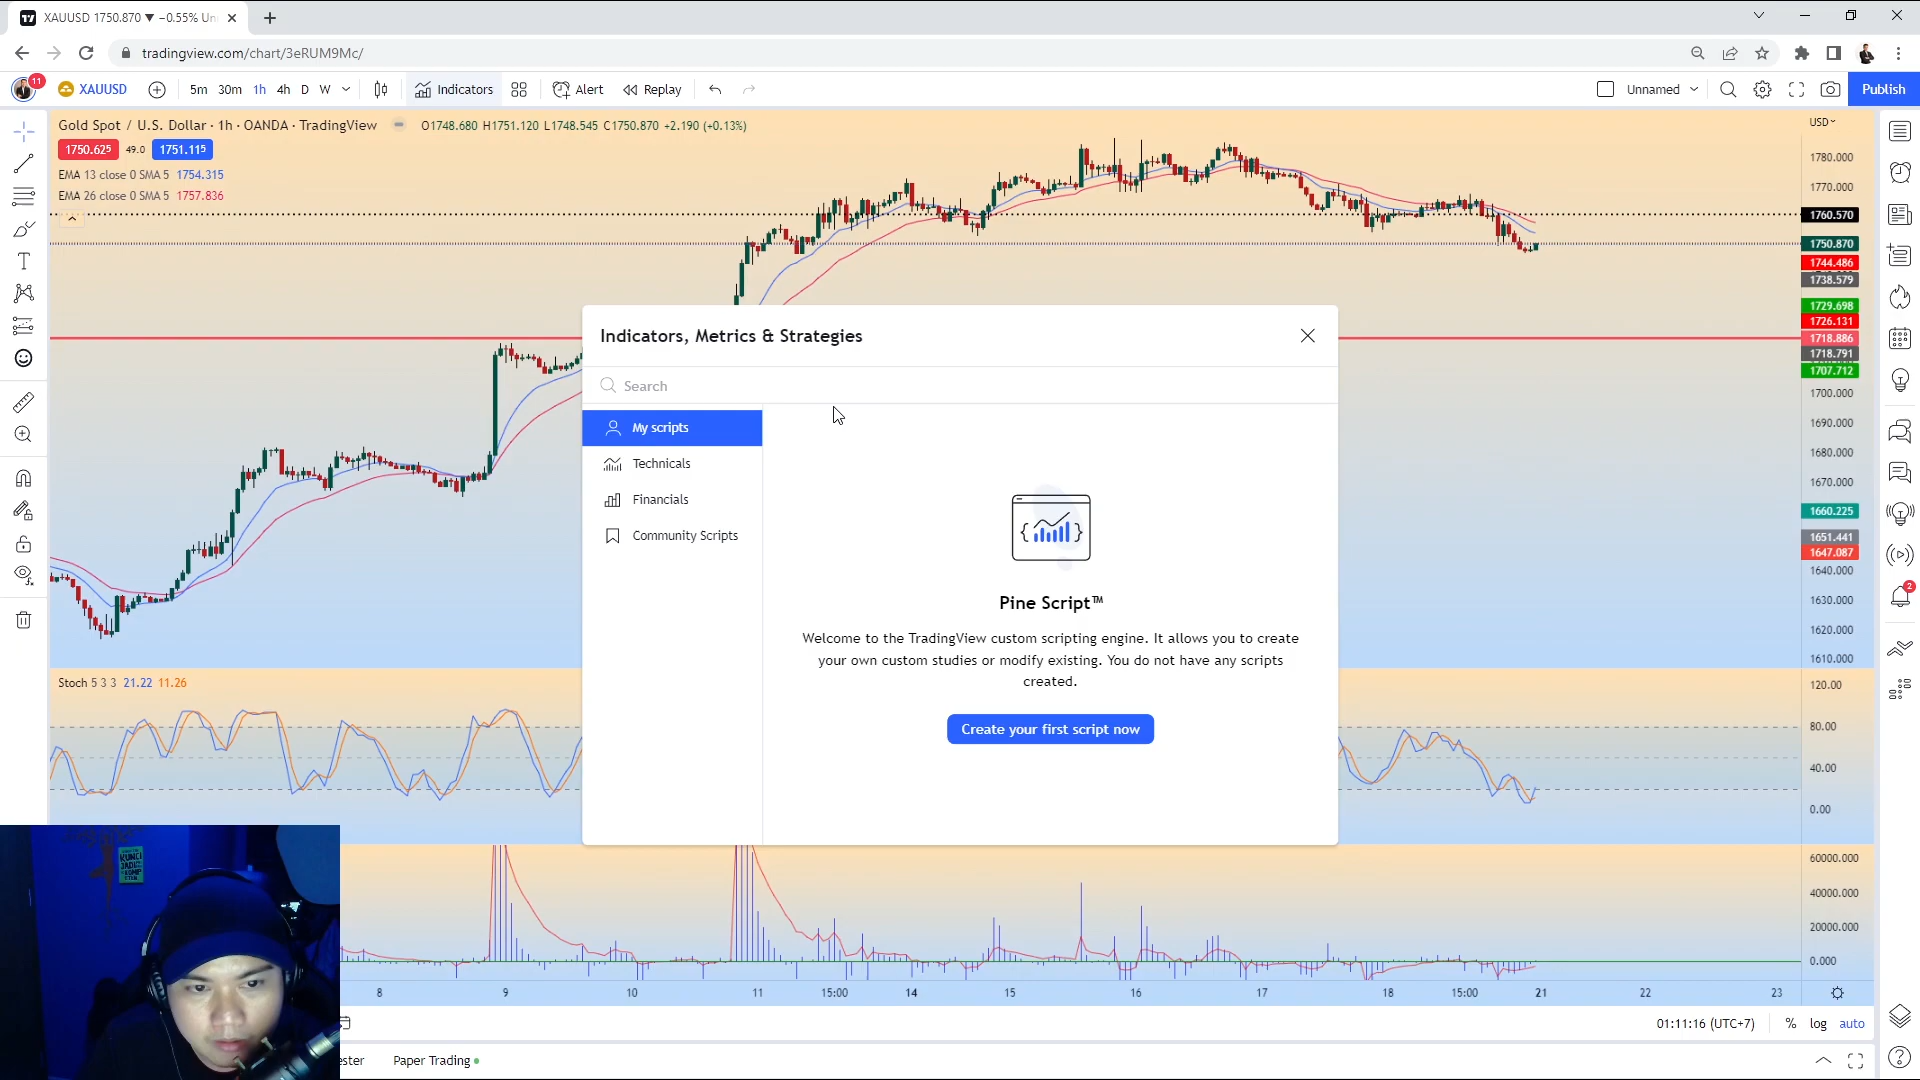 XAUUSD 1750.870 ▼ −0.55% Un
tradingview.com/chart/3eRUM9Mc/
11
XAUUSD
5m 30m 1h 4h D W
Indicators
Alert
Replay
Unnamed
Publish
Gold Spot / U.S. Dollar · 1h · OANDA · TradingView
O1748.680 H1751.120 L1748.545 C1750.870 +2.190 (+0.13%)
USD
1750.625 49.0 1751.115
EMA 13 close 0 SMA 5 1754.315
EMA 26 close 0 SMA 5 1757.836
1780.000
1770.000
1760.570
1750.870
1744.486
1738.579
1729.698
1726.131
1718.886
1718.791
1707.712
1700.000
1690.000
1680.000
1670.000
1660.225
1651.441
1647.087
1640.000
1630.000
1620.000
1610.000
Indicators, Metrics & Strategies
Search
My scripts
Technicals
Financials
Community Scripts
Pine Script™
Welcome to the TradingView custom scripting engine. It allows you to create
your own custom studies or modify existing. You do not have any scripts
created.
Create your first script now
2
Stoch 5 3 3 21.22 11.26
120.00
80.00
40.00
0.00
60000.000
40000.000
20000.000
0.000
KUNCI
8 9 10 11 15:00 14 15 16 17 18 15:00 21 22 23
01:11:16 (UTC+7)
% log auto
ester
Paper Trading